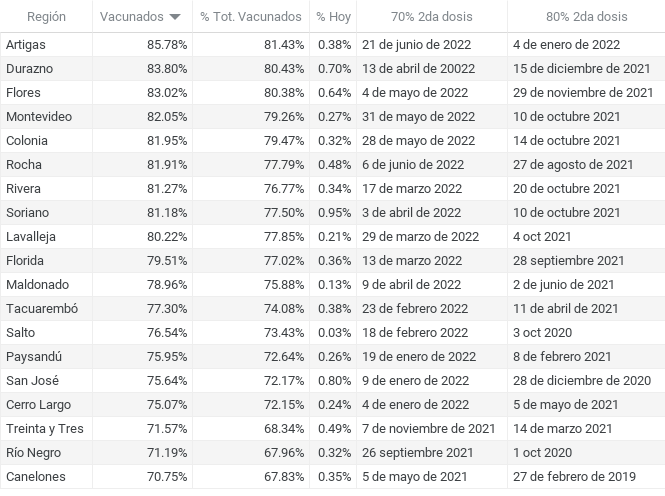 Región Vacunados % Tot. Vacunados % Hoy 70% 2da dosis 80% 2da dosis
Artigas 85.78% 81.43% 0.38% 21 de junio de 2022 4 de enero de 2022
Durazno 83.80% 80.43% 0.70% 13 de abril de 20022 15 de diciembre de 2021
Flores 83.02% 80.38% 0.64% 4 de mayo de 2022 29 de noviembre de 2021
Montevideo 82.05% 79.26% 0.27% 31 de mayo de 2022 10 de octubre 2021
Colonia 81.95% 79.47% 0.32% 28 de mayo de 2022 14 de octubre 2021
Rocha 81.91% 77.79% 0.48% 6 de junio de 2022 27 de agosto de 2021
Rivera 81.27% 76.77% 0.34% 17 de marzo 2022 20 de octubre 2021
Soriano 81.18% 77.50% 0.95% 3 de abril de 2022 10 de octubre 2021
Lavalleja 80.22% 77.85% 0.21% 29 de marzo de 2022 4 oct 2021
Florida 79.51% 77.02% 0.36% 13 de marzo 2022 28 septiembre 2021
Maldonado 78.96% 75.88% 0.13% 9 de abril de 2022 2 de junio de 2021
Tacuarembó 77.30% 74.08% 0.38% 23 de febrero 2022 11 de abril de 2021
Salto 76.54% 73.43% 0.03% 18 de febrero 2022 3 oct 2020
Paysandú 75.95% 72.64% 0.26% 19 de enero de 2022 8 de febrero 2021
San José 75.64% 72.17% 0.80% 9 de enero de 2022 28 de diciembre de 2020
Cerro Largo 75.07% 72.15% 0.24% 4 de enero de 2022 5 de mayo de 2021
Treinta y Tres 71.57% 68.34% 0.49% 7 de noviembre de 2021 14 de marzo 2021
Río Negro 71.19% 67.96% 0.32% 26 septiembre 2021 1 oct 2020
Canelones 70.75% 67.83% 0.35% 5 de mayo de 2021 27 de febrero de 2019